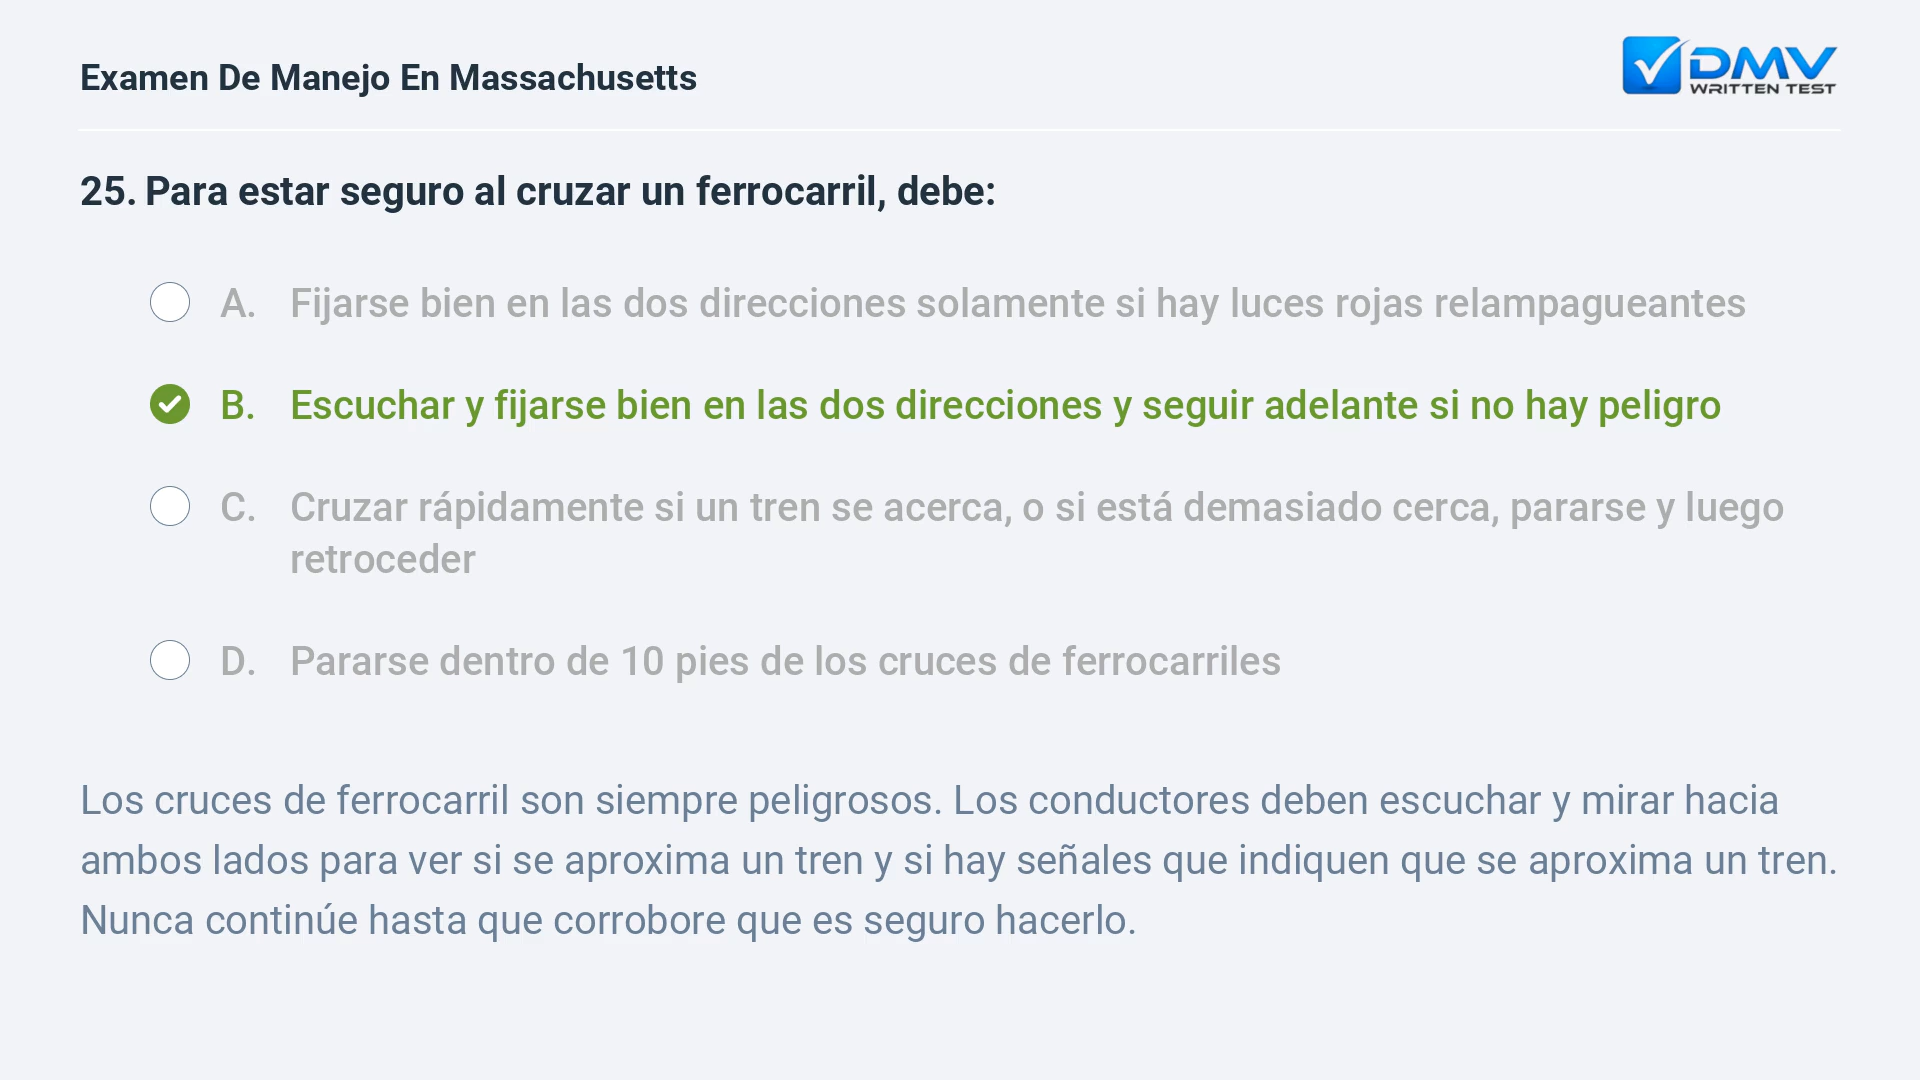 Examen De Manejo En Massachusetts
DMV
WRITTEN TEST
25. Para estar seguro al cruzar un ferrocarril, debe:
A. Fijarse bien en las dos direcciones solamente si hay luces rojas relampagueantes
B. Escuchar y fijarse bien en las dos direcciones y seguir adelante si no hay peligro
C. Cruzar rápidamente si un tren se acerca, o si está demasiado cerca, pararse y luego
retroceder
D. Pararse dentro de 10 pies de los cruces de ferrocarriles
Los cruces de ferrocarril son siempre peligrosos. Los conductores deben escuchar y mirar hacia
ambos lados para ver si se aproxima un tren y si hay señales que indiquen que se aproxima un tren.
Nunca continúe hasta que corrobore que es seguro hacerlo.